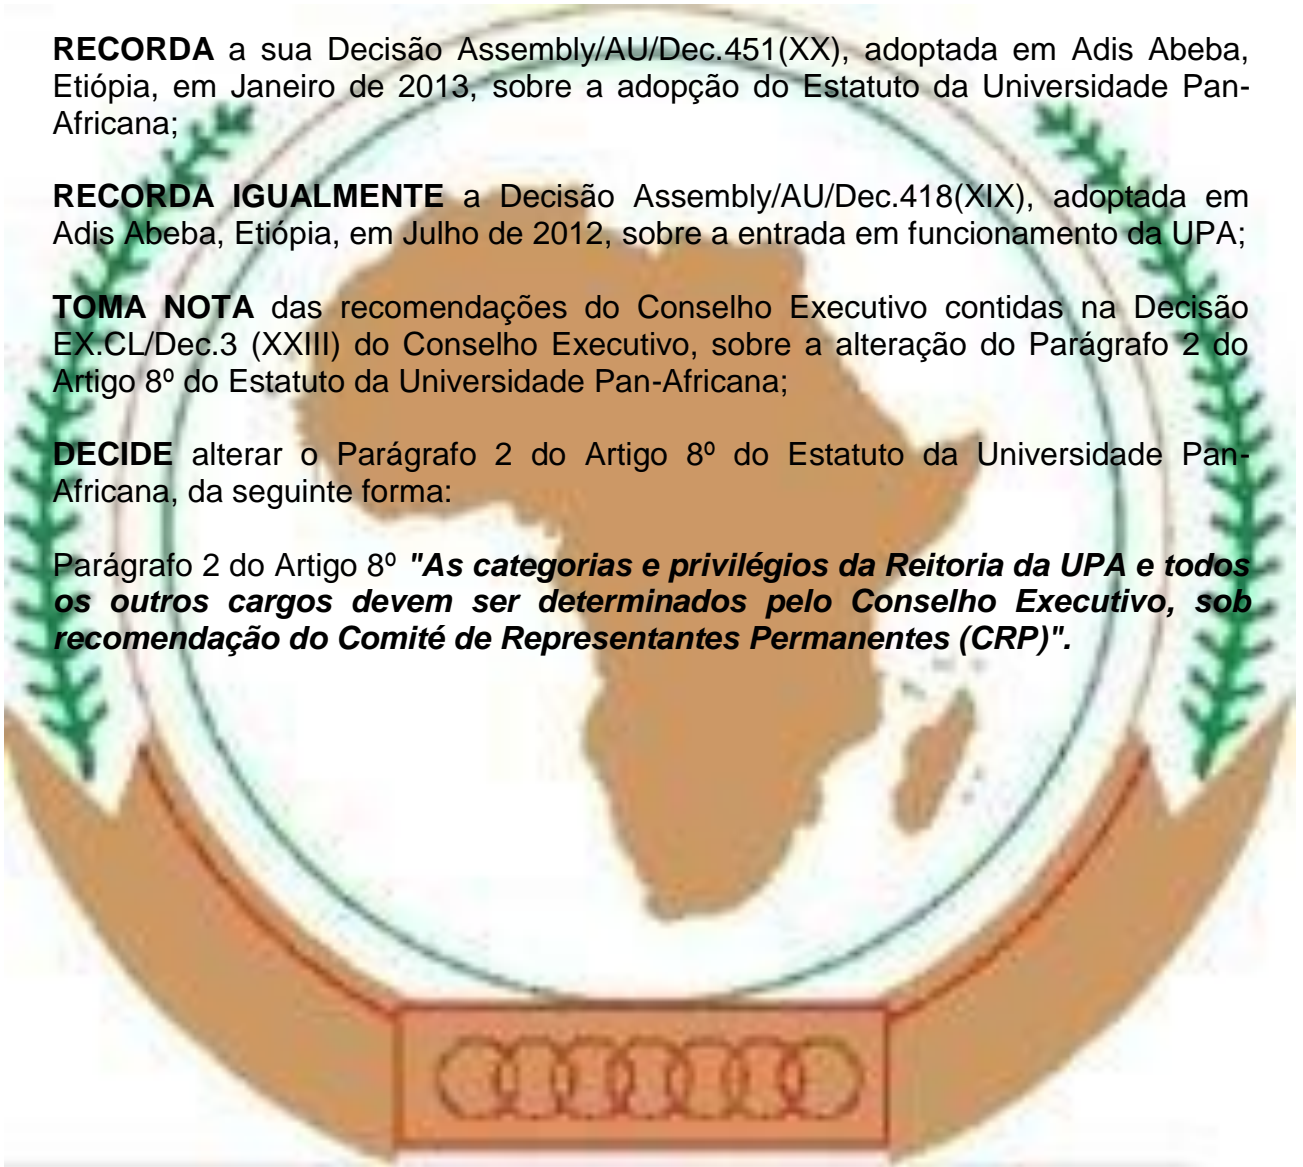 RECORDA a sua Decisão Assembly/AU/Dec.451(XX), adoptada em Adis Abeba,
Etiópia, em Janeiro de 2013, sobre a adopção do Estatuto da Universidade Pan-
Africana;
RECORDA IGUALMENTE a Decisão Assembly/AU/Dec.418(XIX), adoptada em
Adis Abeba, Etiópia, em Julho de 2012, sobre a entrada em funcionamento da UPA;
TOMA NOTA das recomendações do Conselho Executivo contidas na Decisão
EX.CL/Dec.3 (XXIII) do Conselho Executivo, sobre a alteração do Parágrafo 2 do
Artigo 8º do Estatuto da Universidade Pan-Africana;
DECIDE alterar o Parágrafo 2 do Artigo 8º do Estatuto da Universidade Pan-
Africana, da seguinte forma:
Parágrafo 2 do Artigo 8º "As categorias e privilégios da Reitoria da UPA e todos
os outros cargos devem ser determinados pelo Conselho Executivo, sob
recomendação do Comité de Representantes Permanentes (CRP)".